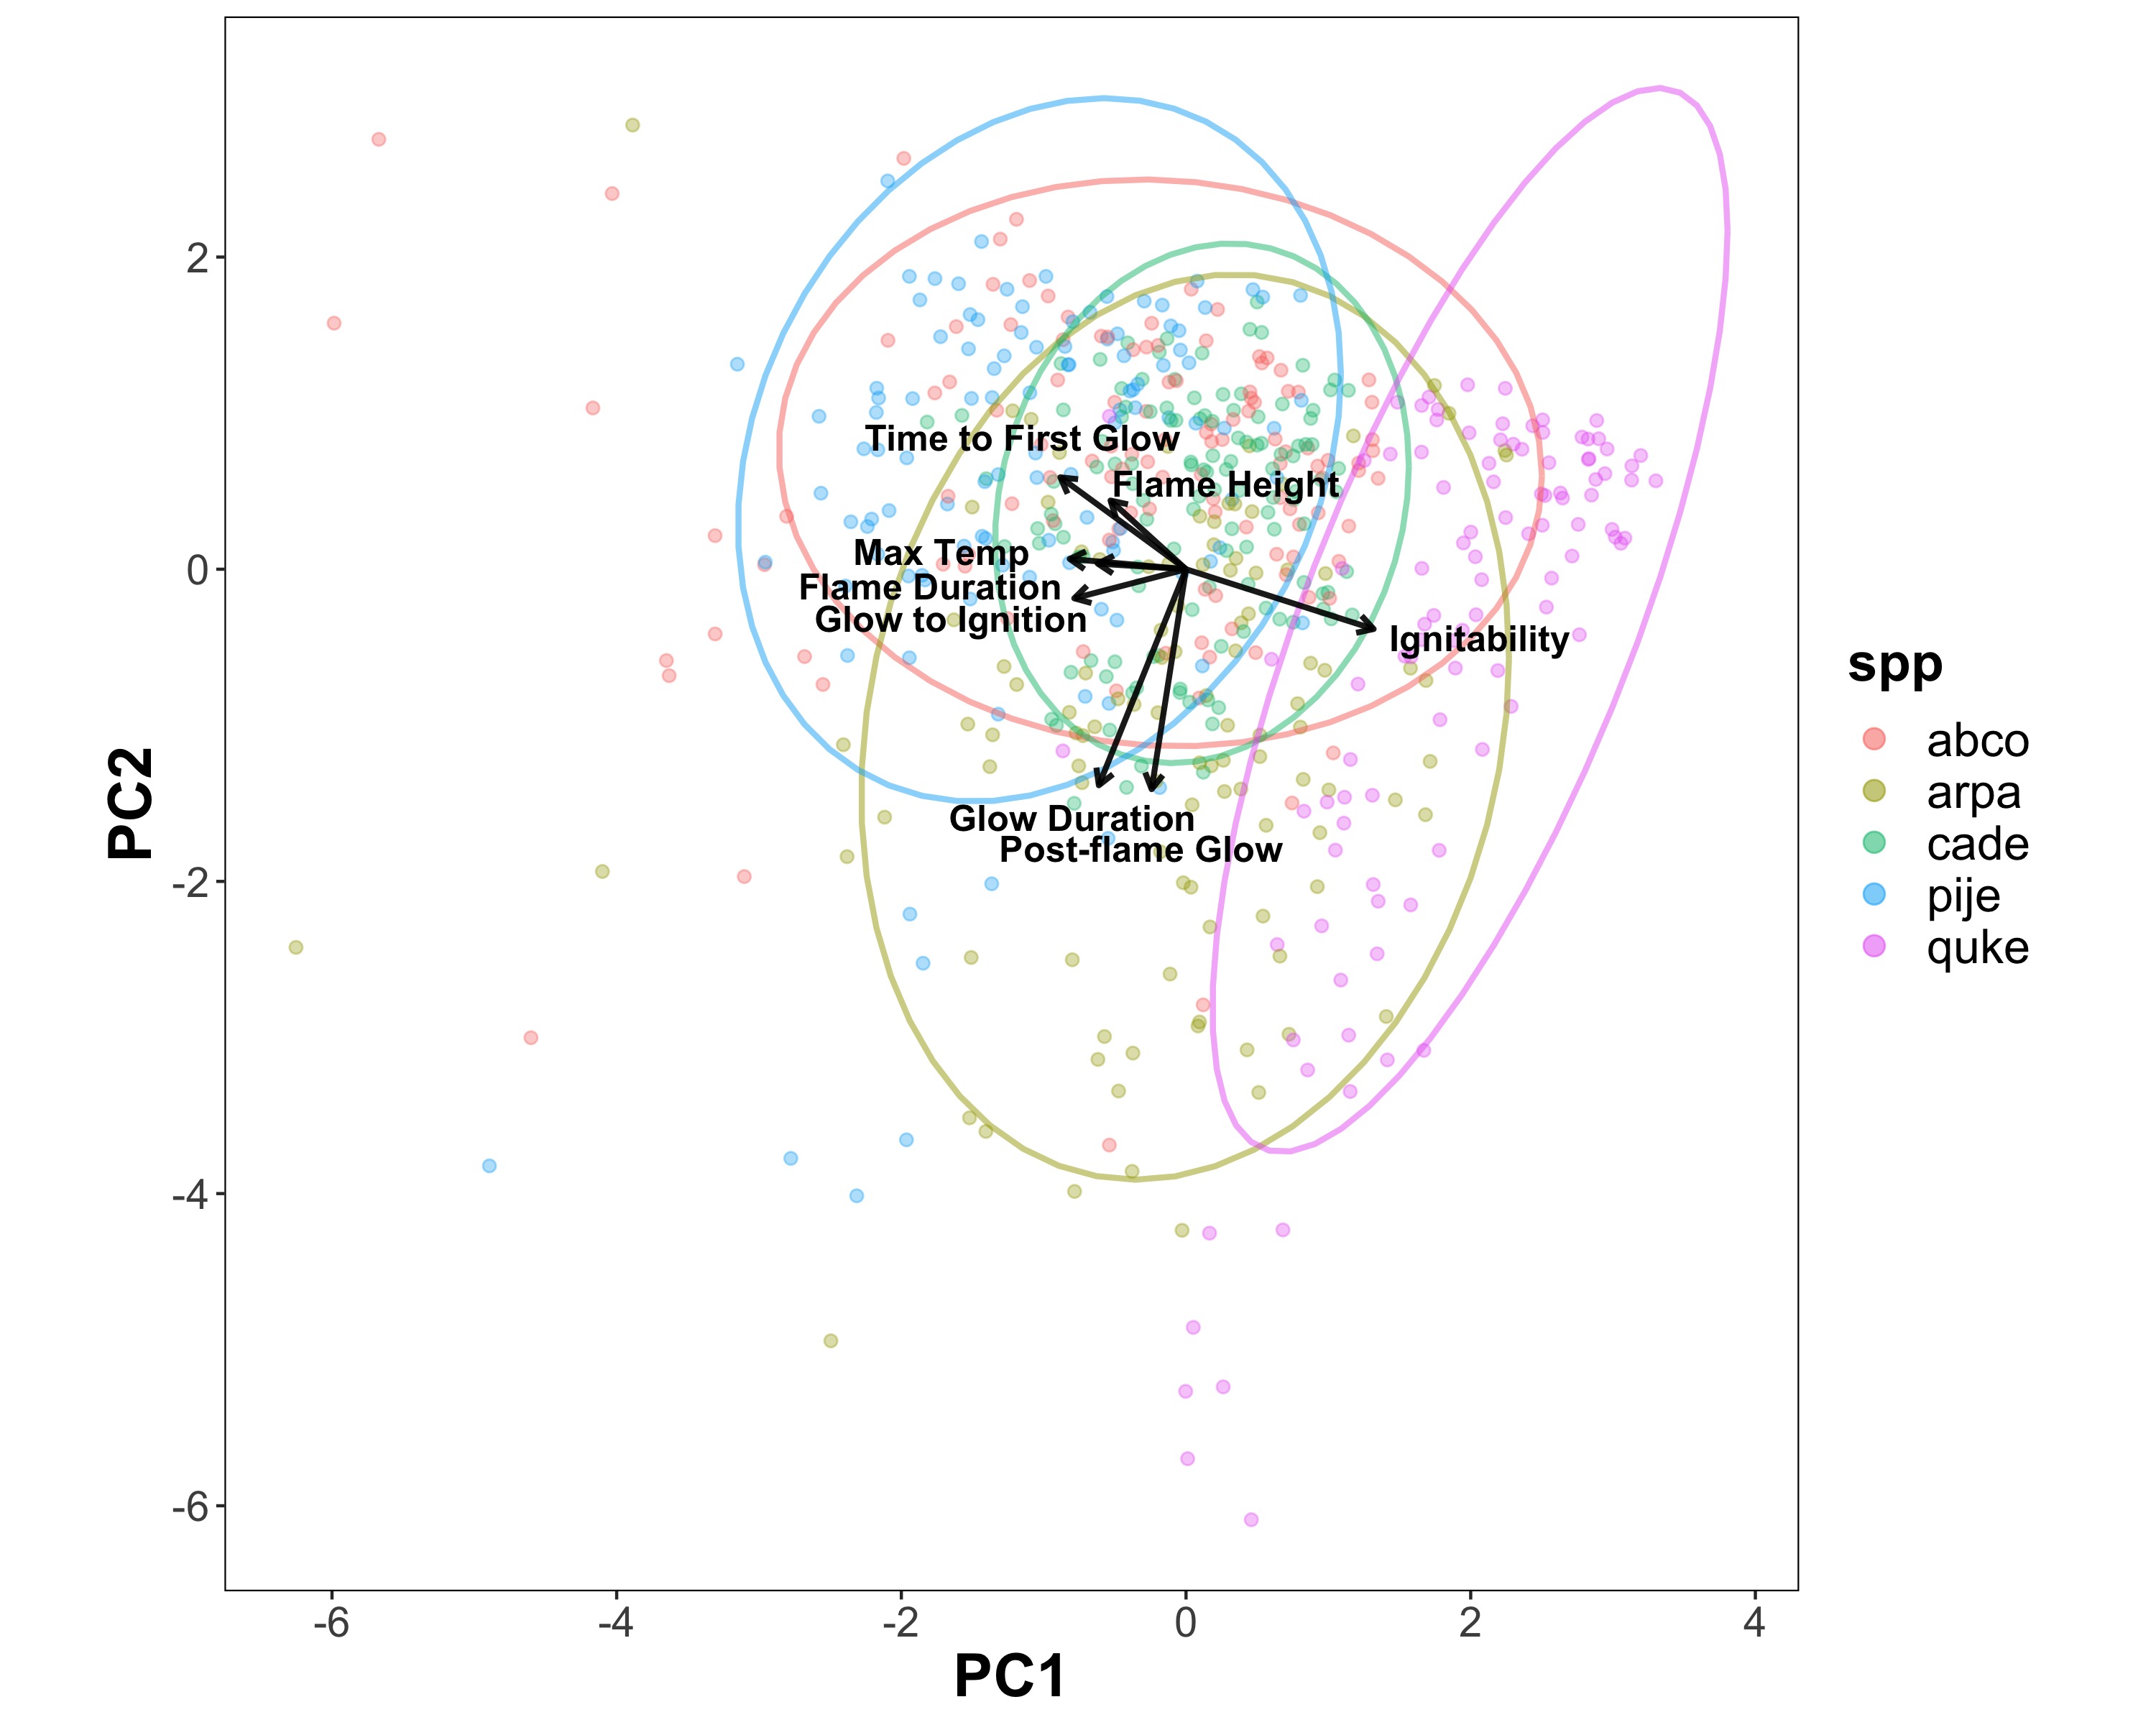 2
0
-2
-4
-6
PC2
Time to First Glow
Flame Height
Max Temp
Flame Duration
Glow to Ignition
Ignitability
Glow Duration
Post-flame Glow
-6
-4
-2
0
2
4
PC1
spp
abco
arpa
cade
pije
quke